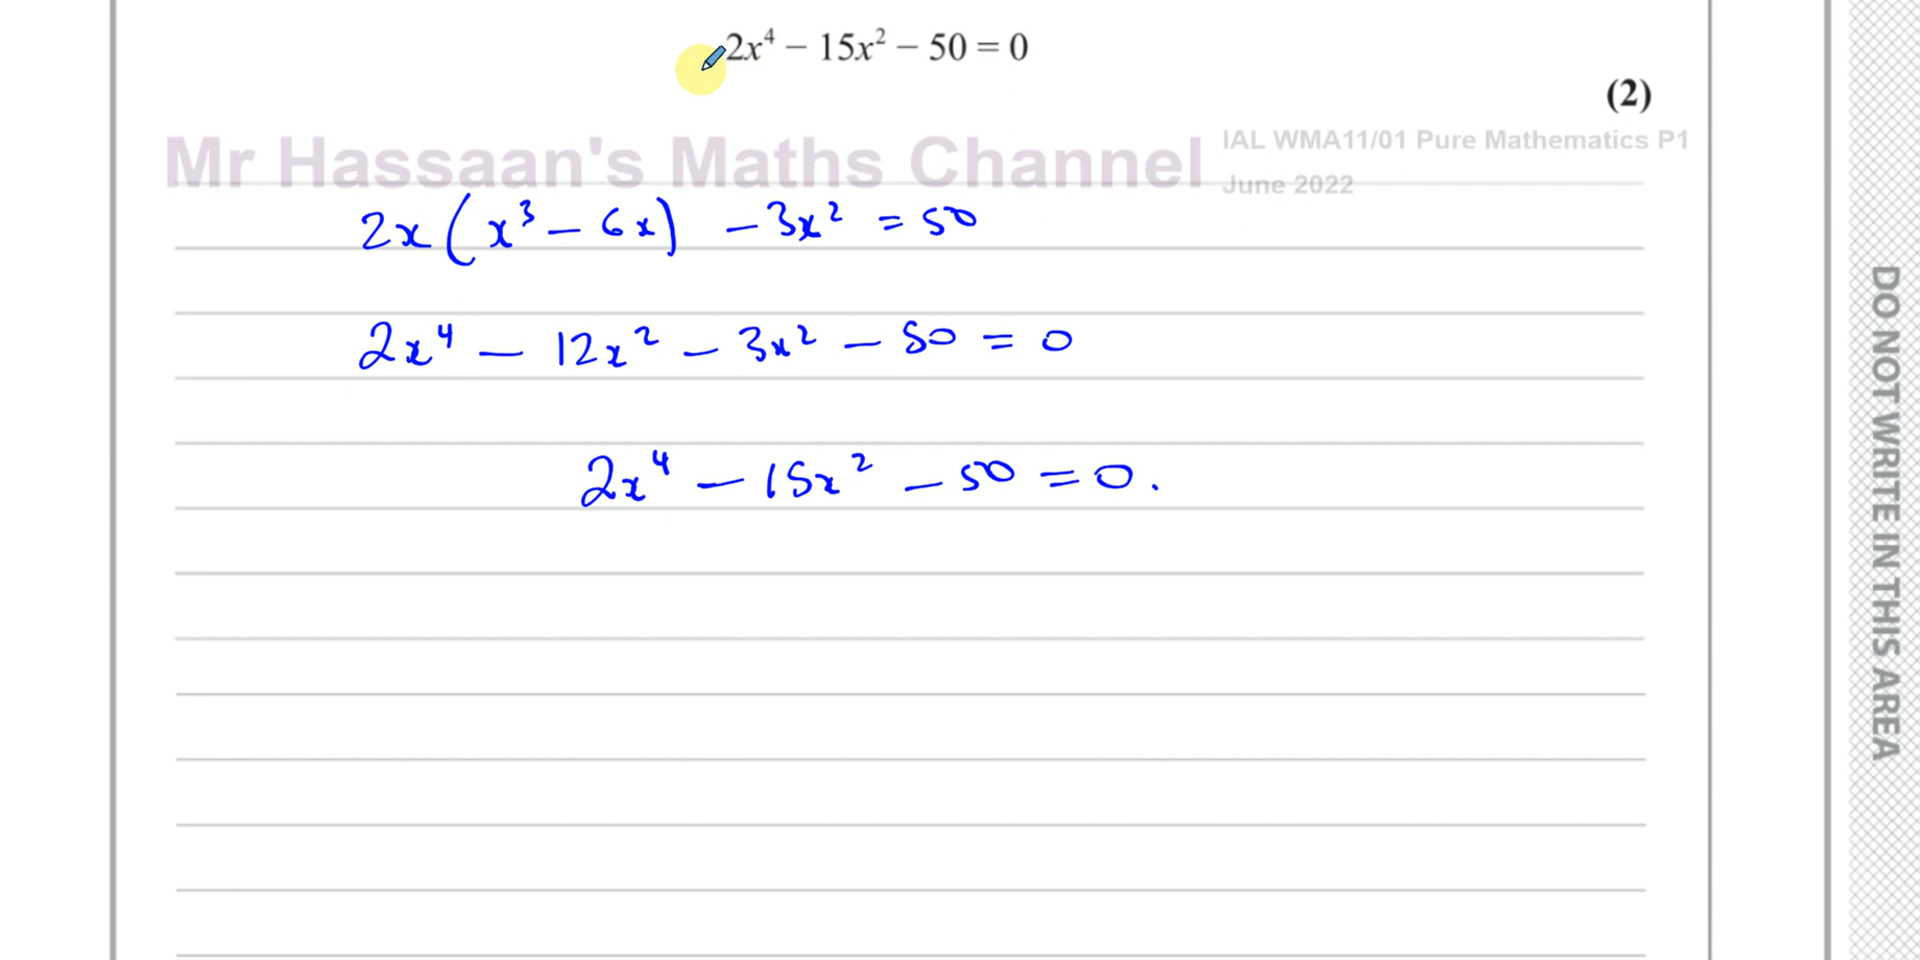 2x⁴ − 15x² − 50 = 0
(2)
Mr Hassaan's Maths Channel
IAL WMA11/01 Pure Mathematics P1
June 2022
2x(x³ − 6x) − 3x² = 50
2x⁴ − 12x² − 3x² − 50 = 0
2x⁴ − 15x² − 50 = 0.
DO NOT WRITE IN THIS AREA